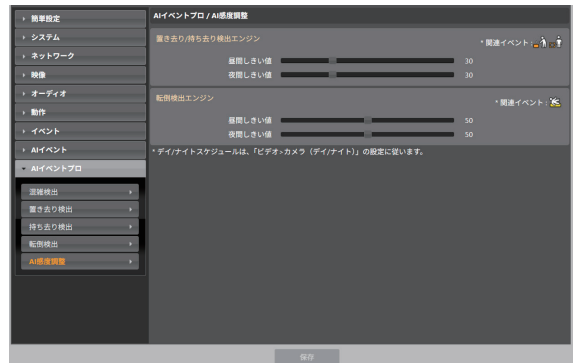 簡単設定
システム
ネットワーク
映像
オーディオ
動作
イベント
AIイベント
AIイベントプロ
混雑検出
置き去り検出
持ち去り検出
転倒検出
AI感度調整
AIイベントプロ / AI感度調整
置き去り/持ち去り検出エンジン
* 関連イベント :
昼間しきい値 30
夜間しきい値 30
転倒検出エンジン
* 関連イベント :
昼間しきい値 50
夜間しきい値 50
* デイ/ナイトスケジュールは、「ビデオ>カメラ（デイ/ナイト）」の設定に従います。
保存